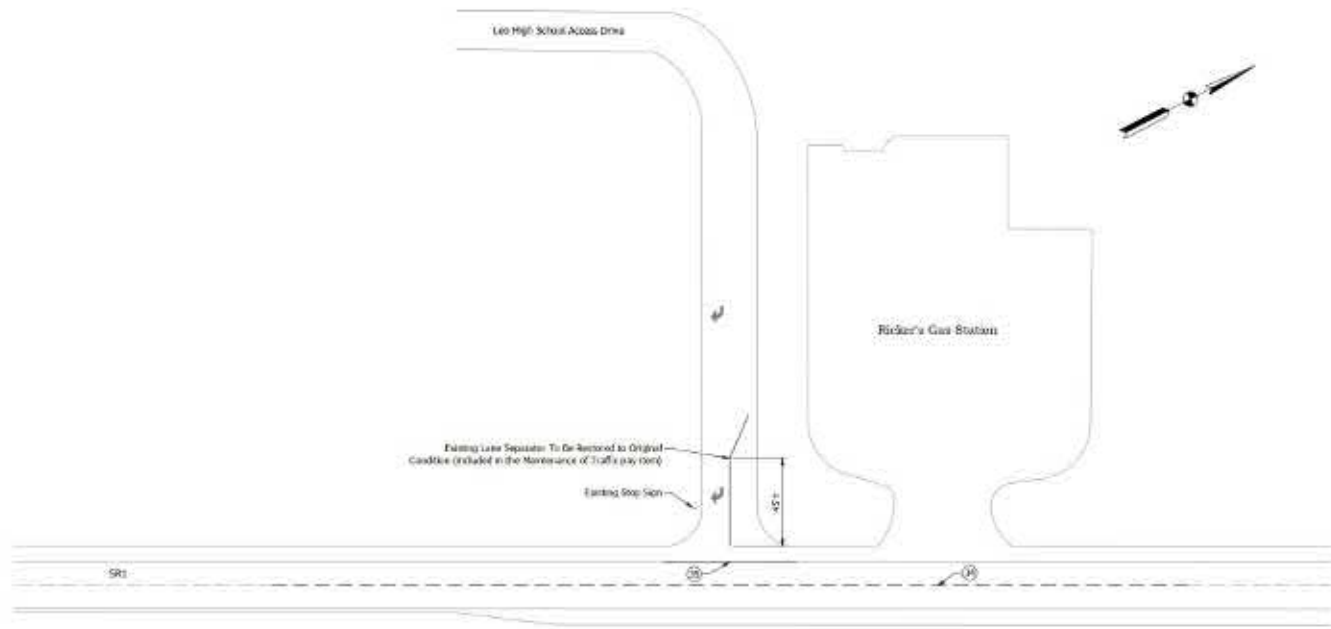 Leo High School Access Drive
Ricker's Gas Station
Existing Lane Separator To Be Restored to Original
Condition (Included in the Maintenance of Traffic pay item)
Existing Stop Sign
45'
SR1